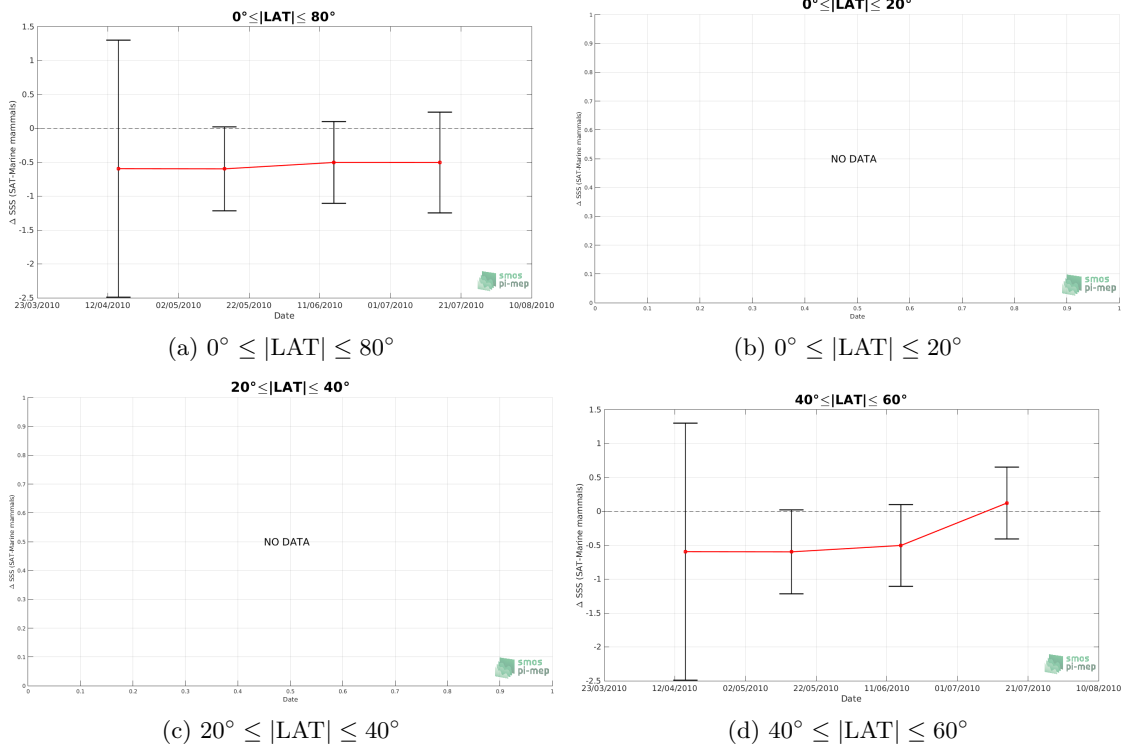 0°≤|LAT|≤ 80°
1.5
1
0.5
0
-0.5
-1
-1.5
-2
-2.5
Δ SSS (SAT-Marine mammals)
23/03/2010 12/04/2010 02/05/2010 22/05/2010 11/06/2010 01/07/2010 21/07/2010 10/08/2010
Date
smos
pi-mep
(a) 0° ≤ |LAT| ≤ 80°
0°≤|LAT|≤ 20°
1
0.9
0.8
0.7
0.6
0.5
0.4
0.3
0.2
0.1
0
Δ SSS (SAT-Marine mammals)
NO DATA
0 0.1 0.2 0.3 0.4 0.5 0.6 0.7 0.8 0.9 1
Date
smos
pi-mep
(b) 0° ≤ |LAT| ≤ 20°
20°≤|LAT|≤ 40°
1
0.9
0.8
0.7
0.6
0.5
0.4
0.3
0.2
0.1
0
Δ SSS (SAT-Marine mammals)
NO DATA
0 0.1 0.2 0.3 0.4 0.5 0.6 0.7 0.8 0.9 1
Date
smos
pi-mep
(c) 20° ≤ |LAT| ≤ 40°
40°≤|LAT|≤ 60°
1.5
1
0.5
0
-0.5
-1
-1.5
-2
-2.5
Δ SSS (SAT-Marine mammals)
23/03/2010 12/04/2010 02/05/2010 22/05/2010 11/06/2010 01/07/2010 21/07/2010 10/08/2010
Date
smos
pi-mep
(d) 40° ≤ |LAT| ≤ 60°